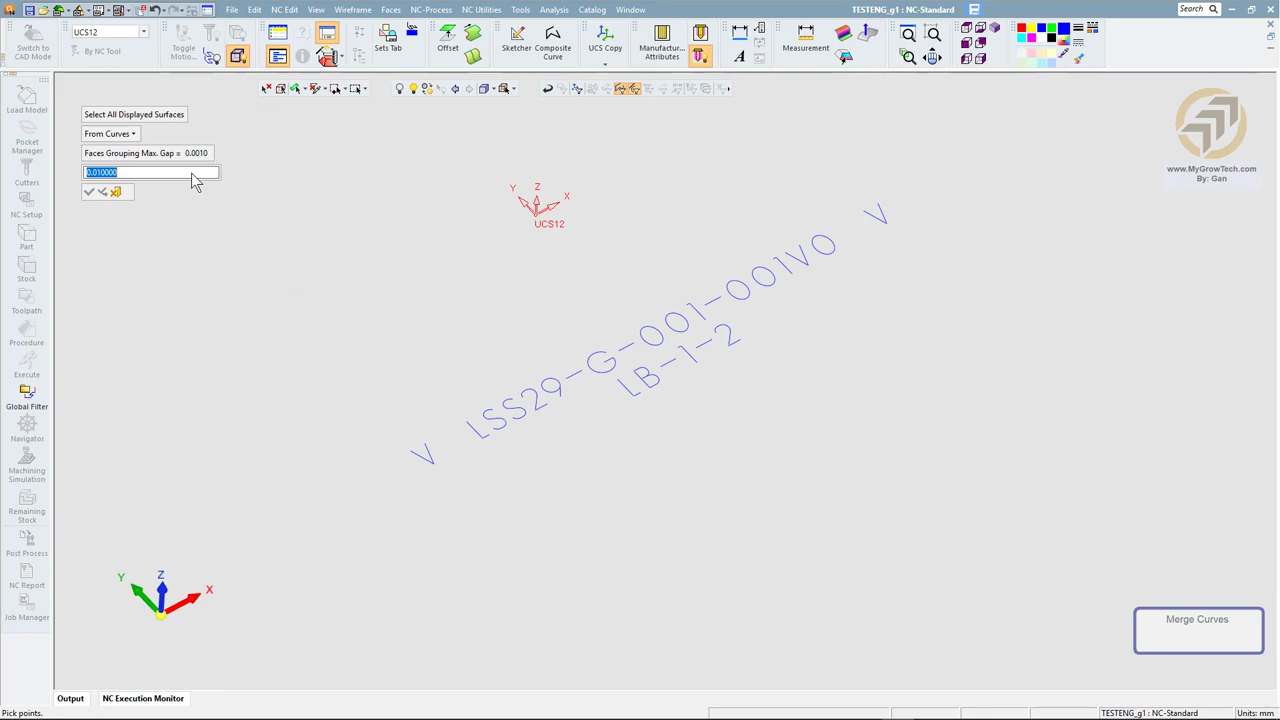 File Edit View NC Edit Wireframe Faces NC-Process NC Utilities Tools Analysis Catalog Window
TESTENG_g1 : NC-Standard
Search
Switch to CAD Mode
UCS12
By NC Tool
Toggle Motion...
Sets Tab
Offset
Sketcher
Composite Curve
UCS Copy
Manufactur... Attributes
Measurement
Load Model
Pocket Manager
Cutters
NC Setup
Part
Stock
Toolpath
Procedure
Execute
Global Filter
Navigator
Machining Simulation
Remaining Stock
Post Process
NC Report
Job Manager
Select All Displayed Surfaces
From Curves
Faces Grouping Max. Gap = 0.0010
0.010000
Y Z X
UCS12
V LSS29-G-001-001V0 V
LB-1-2
www.MyGrowTech.com
By: Gan
Y Z X
Merge Curves
Output
NC Execution Monitor
Pick points.
TESTENG_g1 : NC-Standard
Units: mm